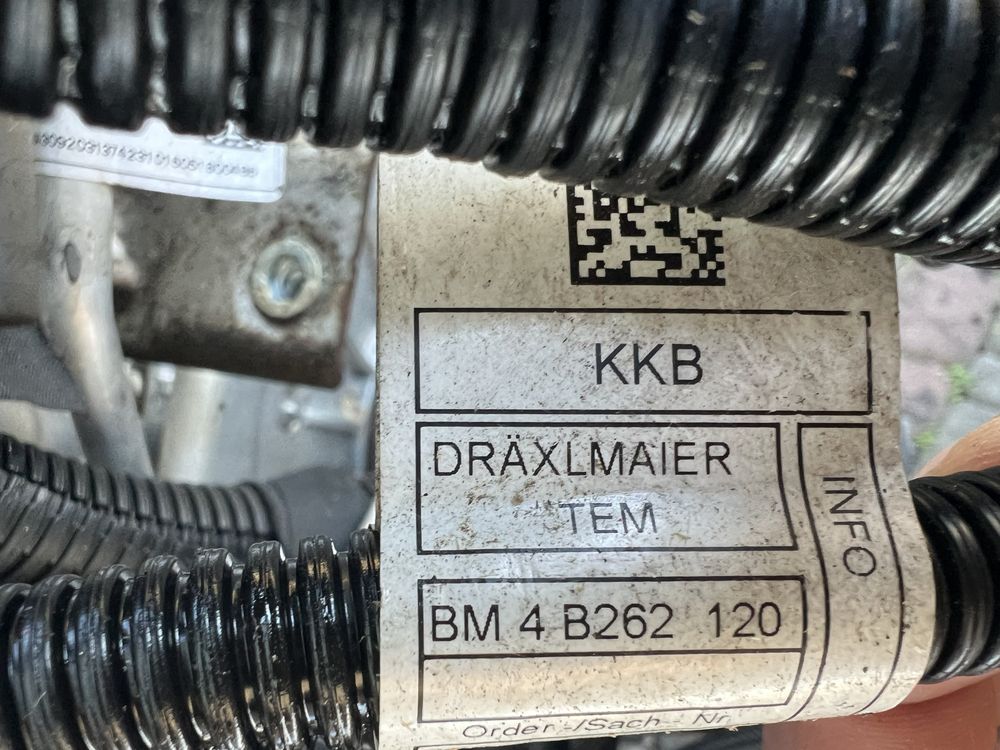 KKB
DRÄXLMAIER
TEM
INFO
BM 4 B262 120
Order-/Sach - Nr